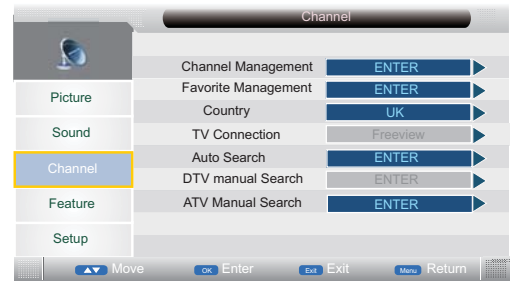 Channel
Channel Management ENTER
Favorite Management ENTER
Country UK
TV Connection Freeview
Auto Search ENTER
DTV manual Search ENTER
ATV Manual Search ENTER
Picture
Sound
Channel
Feature
Setup
Move OK Enter Exit Exit Menu Return